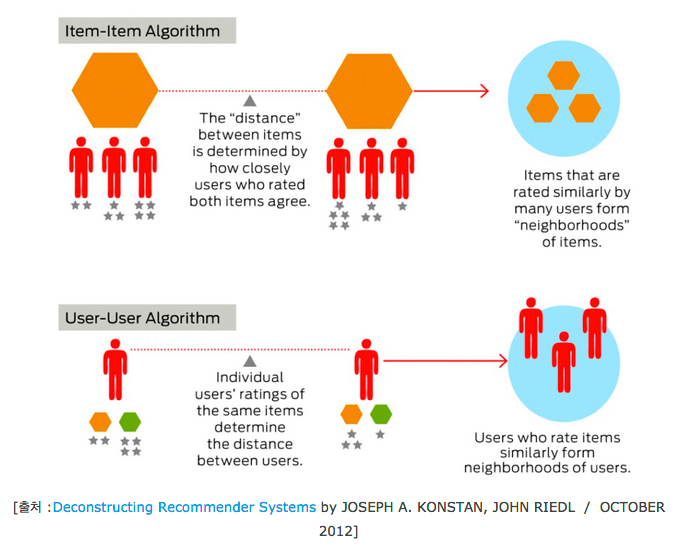 Item-Item Algorithm
The “distance”
between items
is determined by
how closely
users who rated
both items agree.
Items that are
rated similarly by
many users form
“neighborhoods”
of items.
User-User Algorithm
Individual
users’ ratings of
the same items
determine
the distance
between users.
Users who rate items
similarly form
neighborhoods of users.
[출처 :Deconstructing Recommender Systems by JOSEPH A. KONSTAN, JOHN RIEDL / OCTOBER
2012]